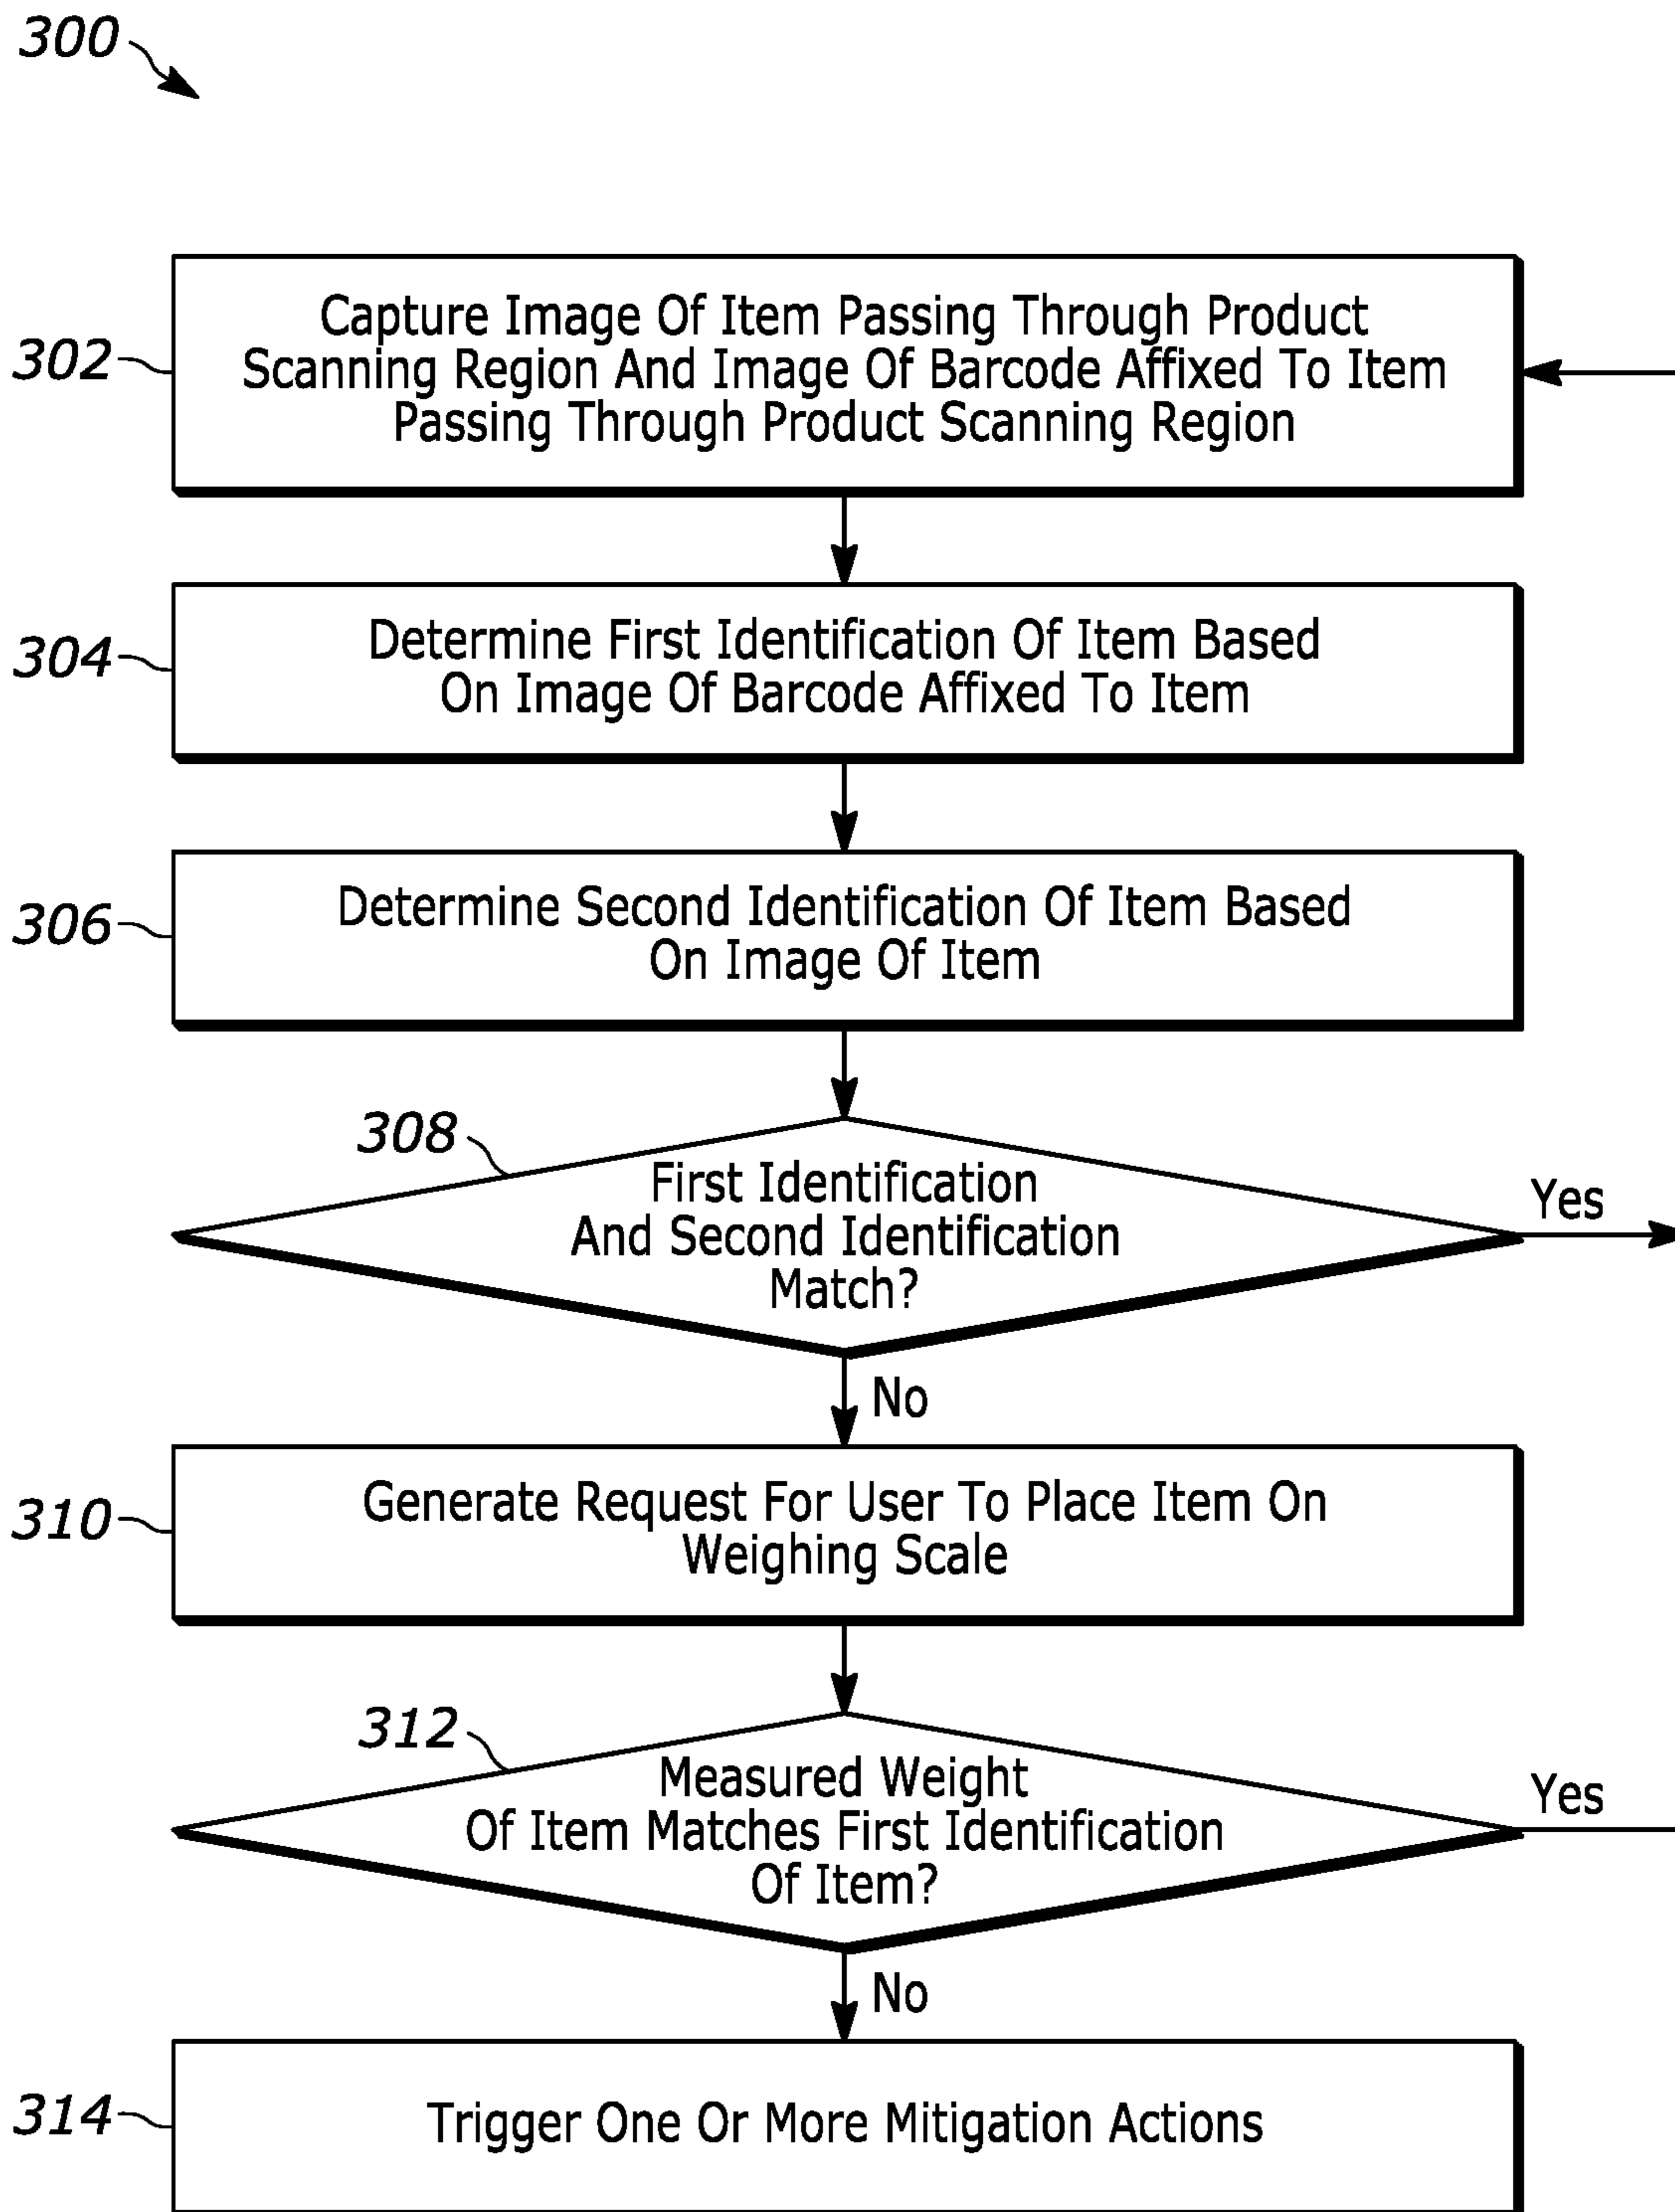 300
302
Capture Image Of Item Passing Through Product
Scanning Region And Image Of Barcode Affixed To Item
Passing Through Product Scanning Region
304
Determine First Identification Of Item Based
On Image Of Barcode Affixed To Item
306
Determine Second Identification Of Item Based
On Image Of Item
308
First Identification
And Second Identification
Match?
Yes
No
310
Generate Request For User To Place Item On
Weighing Scale
312
Measured Weight
Of Item Matches First Identification
Of Item?
Yes
No
314
Trigger One Or More Mitigation Actions